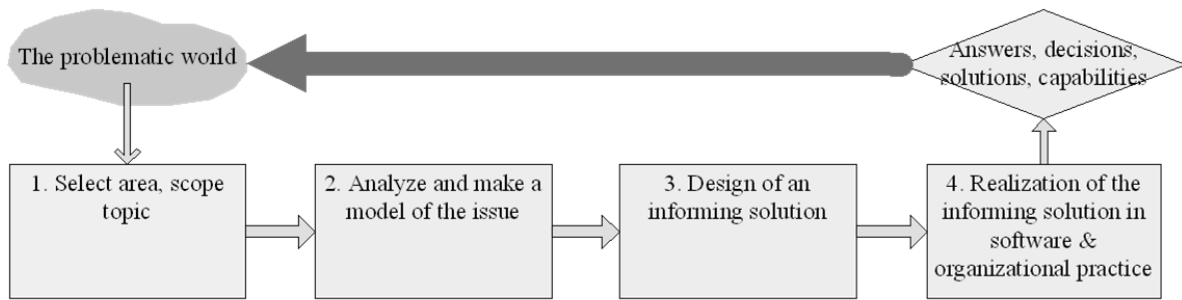 The problematic world
Answers, decisions,
solutions, capabilities
1. Select area, scope
topic
2. Analyze and make a
model of the issue
3. Design of an
informing solution
4. Realization of the
informing solution in
software &
organizational practice